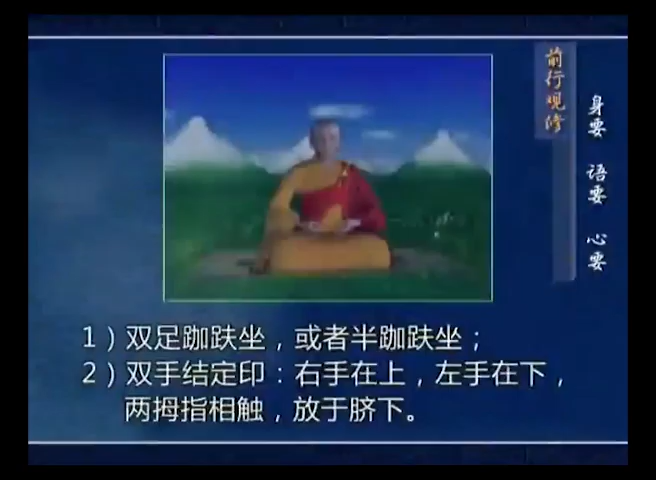 前行观修
身要 语要 心要
1）双足跏趺坐，或者半跏趺坐；
2）双手结定印：右手在上，左手在下，
两拇指相触，放于脐下。